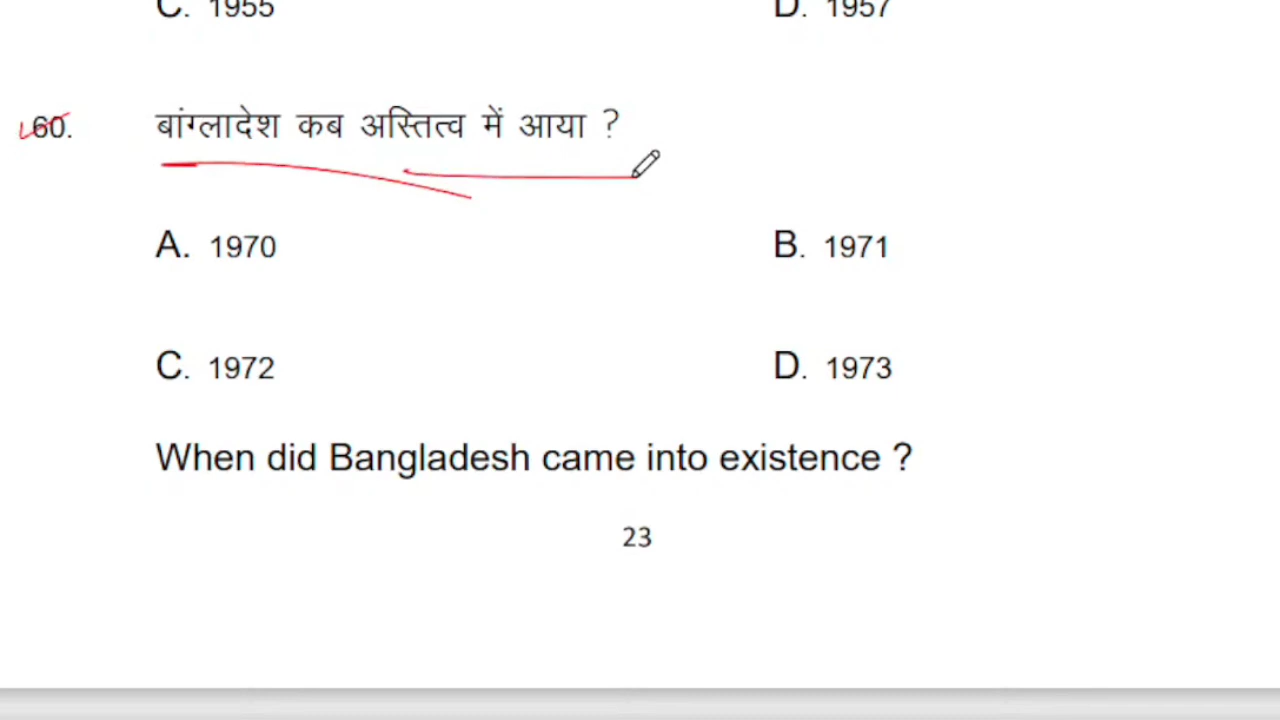 C. 1955 D. 1957
60. बांग्लादेश कब अस्तित्व में आया ?
A. 1970 B. 1971
C. 1972 D. 1973
When did Bangladesh came into existence ?
23